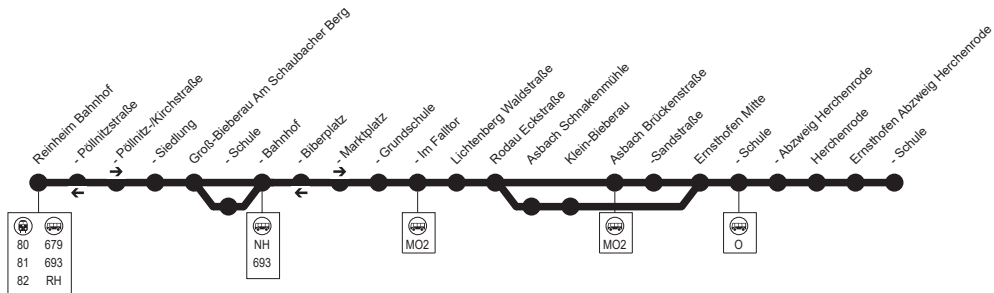 Reinheim Bahnhof
- Pöllnitzstraße
- Pöllnitz-/Kirchstraße
- Siedlung
Groß-Bieberau Am Schaubacher Berg
- Schule
- Bahnhof
- Biberplatz
- Marktplatz
- Grundschule
- Im Falltor
Lichtenberg Waldstraße
Rodau Eckstraße
Asbach Schnakenmühle
Klein-Bieberau
Asbach Brückenstraße
-Sandstraße
Ernsthofen Mitte
- Schule
- Abzweig Herchenrode
Herchenrode
Ernsthofen Abzweig Herchenrode
- Schule
80 679
81 693
82 RH
NH
693
MO2
MO2
O